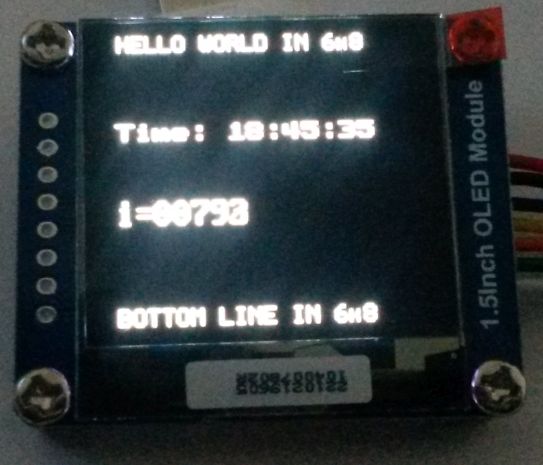 HELLO WORLD IN 6x8
Time: 18:45:35
i=00793
BOTTOM LINE IN 6x8
1.5inch OLED Module